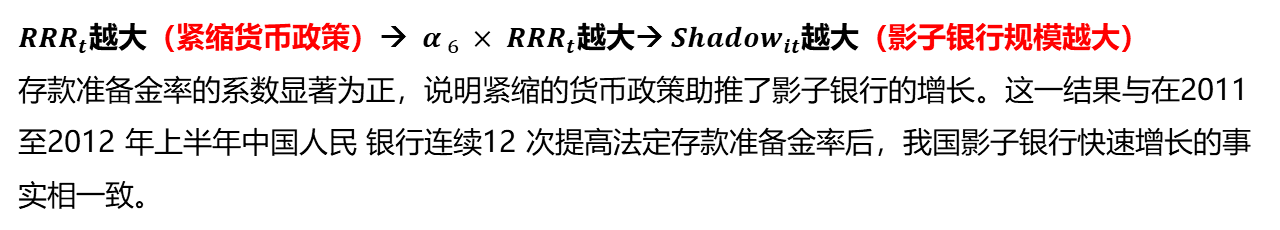 RRRₜ越大（紧缩货币政策）→ α₆ × RRRₜ越大→ Shadowᵢₜ越大（影子银行规模越大）
存款准备金率的系数显著为正，说明紧缩的货币政策助推了影子银行的增长。这一结果与在2011
至2012 年上半年中国人民 银行连续12 次提高法定存款准备金率后，我国影子银行快速增长的事
实相一致。